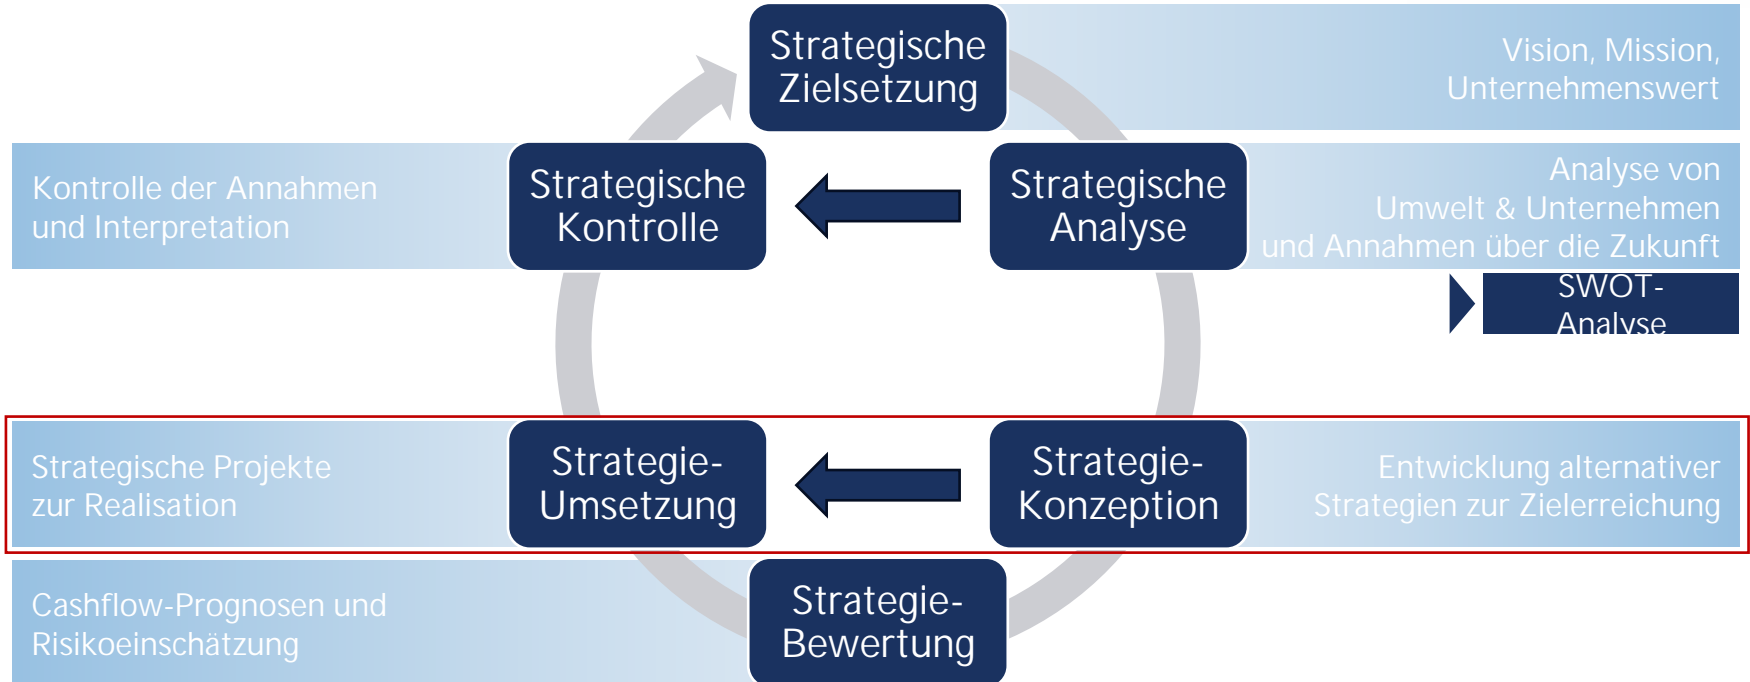 Strategische
Zielsetzung
Vision, Mission,
Unternehmenswert
Kontrolle der Annahmen
und Interpretation
Strategische
Kontrolle
Strategische
Analyse
Analyse von
Umwelt & Unternehmen
und Annahmen über die Zukunft
SWOT-
Analyse
Strategische Projekte
zur Realisation
Strategie-
Umsetzung
Strategie-
Konzeption
Entwicklung alternativer
Strategien zur Zielerreichung
Cashflow-Prognosen und
Risikoeinschätzung
Strategie-
Bewertung